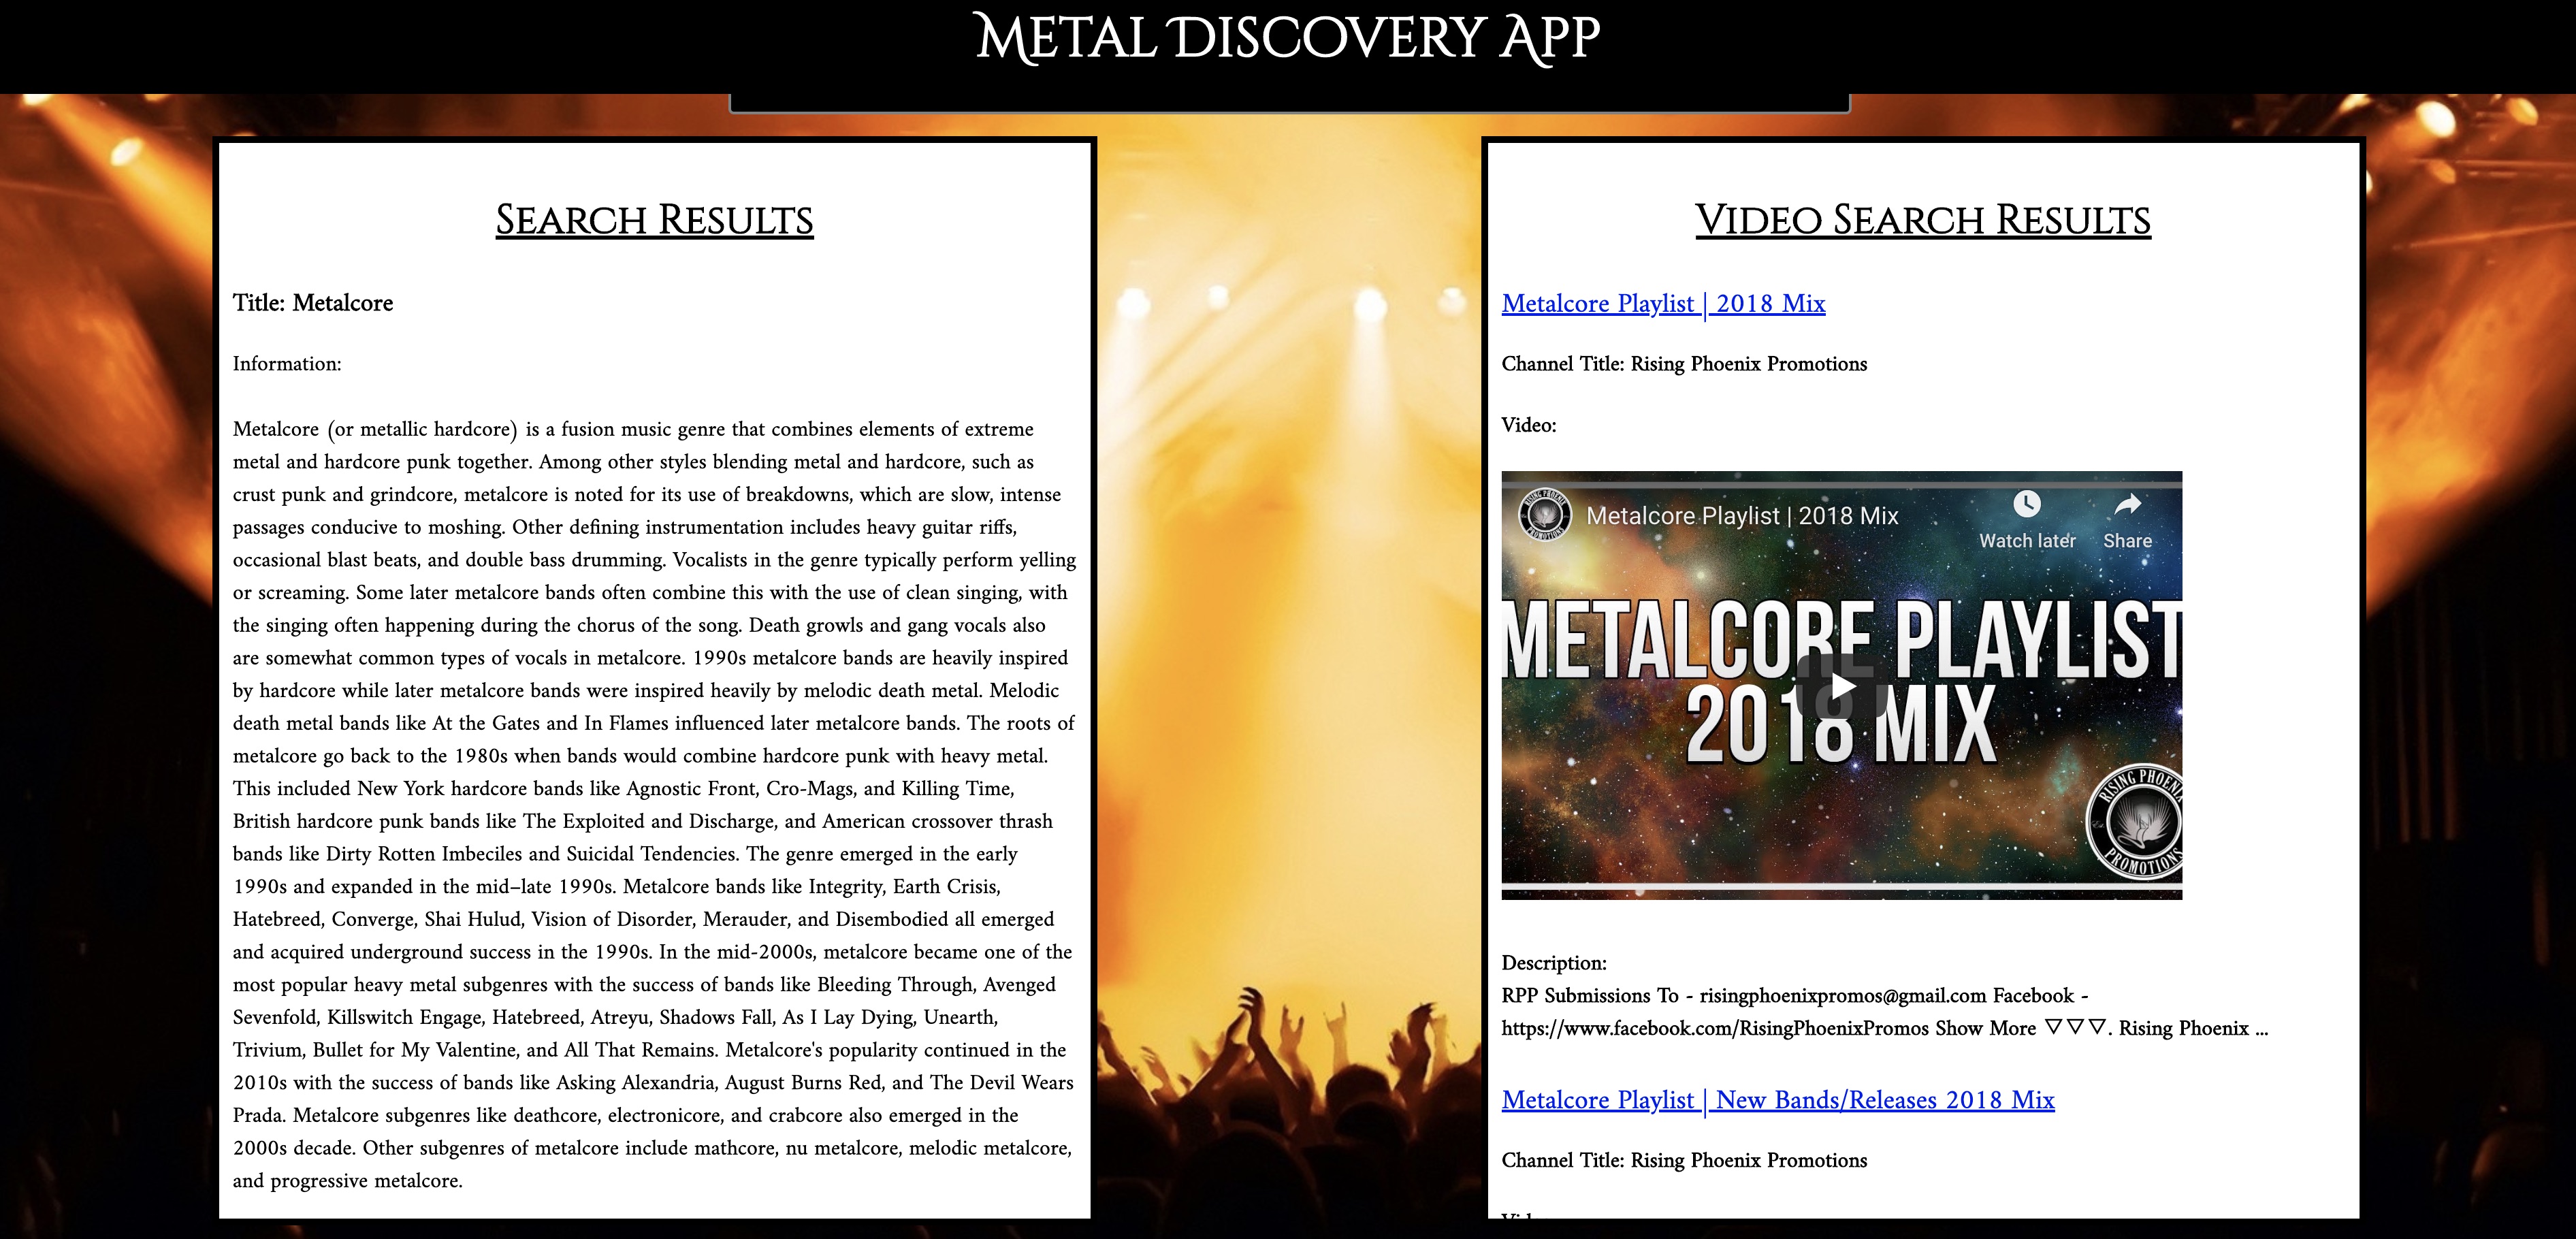 Metal Discovery App
Search Results
Title: Metalcore
Information:
Metalcore (or metallic hardcore) is a fusion music genre that combines elements of extreme
metal and hardcore punk together. Among other styles blending metal and hardcore, such as
crust punk and grindcore, metalcore is noted for its use of breakdowns, which are slow, intense
passages conducive to moshing. Other defining instrumentation includes heavy guitar riffs,
occasional blast beats, and double bass drumming. Vocalists in the genre typically perform yelling
or screaming. Some later metalcore bands often combine this with the use of clean singing, with
the singing often happening during the chorus of the song. Death growls and gang vocals also
are somewhat common types of vocals in metalcore. 1990s metalcore bands are heavily inspired
by hardcore while later metalcore bands were inspired heavily by melodic death metal. Melodic
death metal bands like At the Gates and In Flames influenced later metalcore bands. The roots of
metalcore go back to the 1980s when bands would combine hardcore punk with heavy metal.
This included New York hardcore bands like Agnostic Front, Cro-Mags, and Killing Time,
British hardcore punk bands like The Exploited and Discharge, and American crossover thrash
bands like Dirty Rotten Imbeciles and Suicidal Tendencies. The genre emerged in the early
1990s and expanded in the mid–late 1990s. Metalcore bands like Integrity, Earth Crisis,
Hatebreed, Converge, Shai Hulud, Vision of Disorder, Merauder, and Disembodied all emerged
and acquired underground success in the 1990s. In the mid-2000s, metalcore became one of the
most popular heavy metal subgenres with the success of bands like Bleeding Through, Avenged
Sevenfold, Killswitch Engage, Hatebreed, Atreyu, Shadows Fall, As I Lay Dying, Unearth,
Trivium, Bullet for My Valentine, and All That Remains. Metalcore's popularity continued in the
2010s with the success of bands like Asking Alexandria, August Burns Red, and The Devil Wears
Prada. Metalcore subgenres like deathcore, electronicore, and crabcore also emerged in the
2000s decade. Other subgenres of metalcore include mathcore, nu metalcore, melodic metalcore,
and progressive metalcore.
Video Search Results
Metalcore Playlist | 2018 Mix
Channel Title: Rising Phoenix Promotions
Video:
RISING PHOENIX
PROMOTIONS
Metalcore Playlist | 2018 Mix
Watch later
Share
METALCORE PLAYLIST
2018 MIX
RISING PHOENIX
PROMOTIONS
Description:
RPP Submissions To - risingphoenixpromos@gmail.com Facebook -
https://www.facebook.com/RisingPhoenixPromos Show More ▽▽▽. Rising Phoenix ...
Metalcore Playlist | New Bands/Releases 2018 Mix
Channel Title: Rising Phoenix Promotions